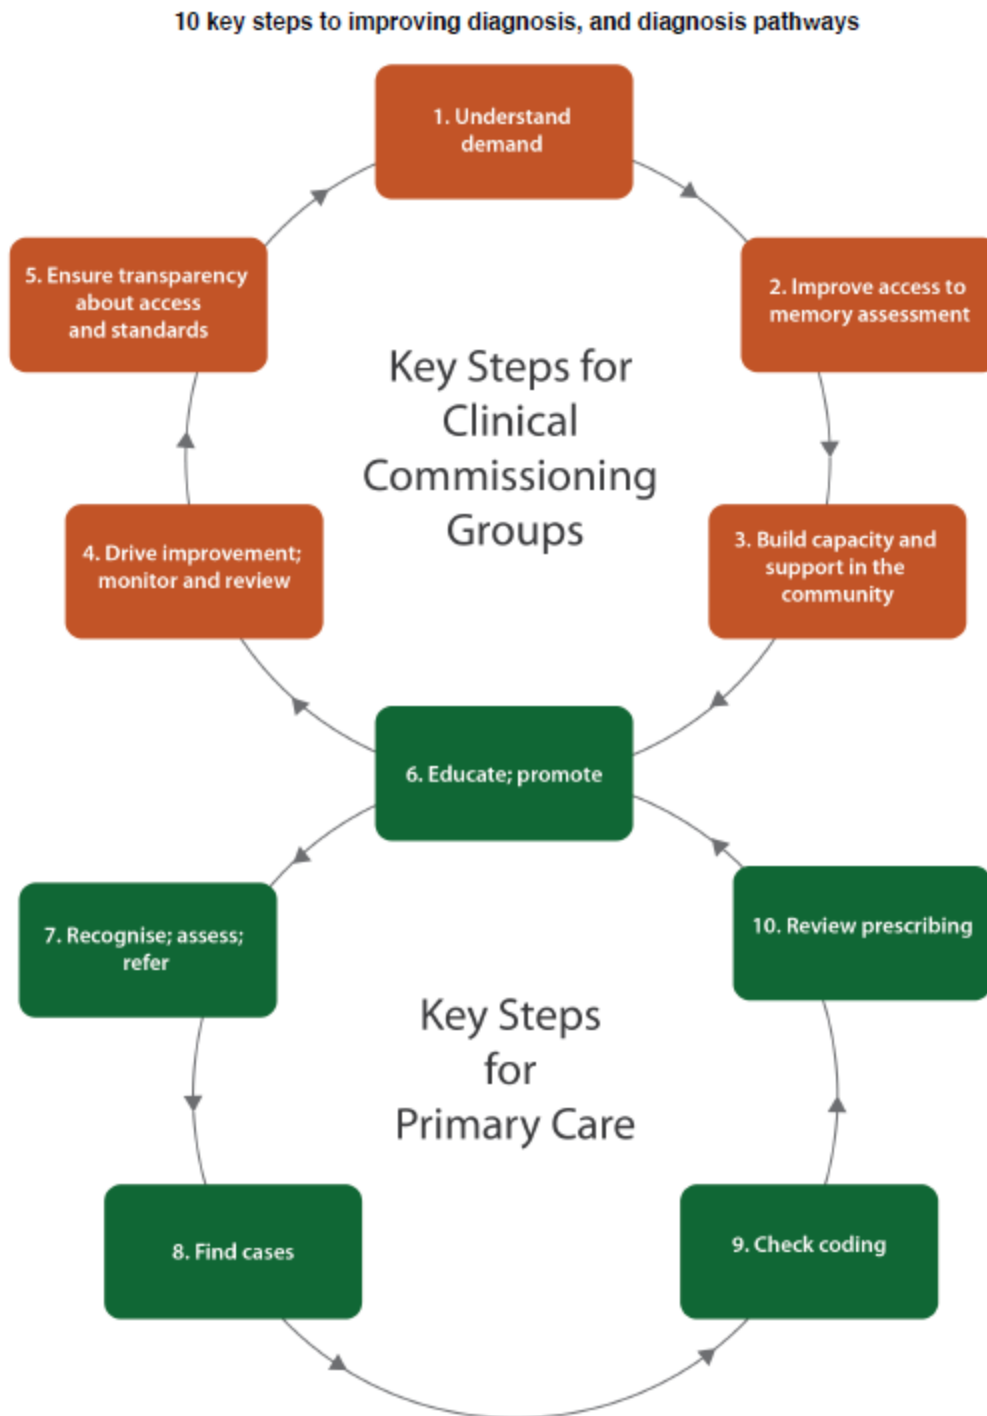 10 key steps to improving diagnosis, and diagnosis pathways
1. Understand
demand
2. Improve access to
memory assessment
3. Build capacity and
support in the
community
4. Drive improvement;
monitor and review
5. Ensure transparency
about access
and standards
Key Steps for
Clinical
Commissioning
Groups
6. Educate; promote
7. Recognise; assess;
refer
8. Find cases
9. Check coding
10. Review prescribing
Key Steps
for
Primary Care